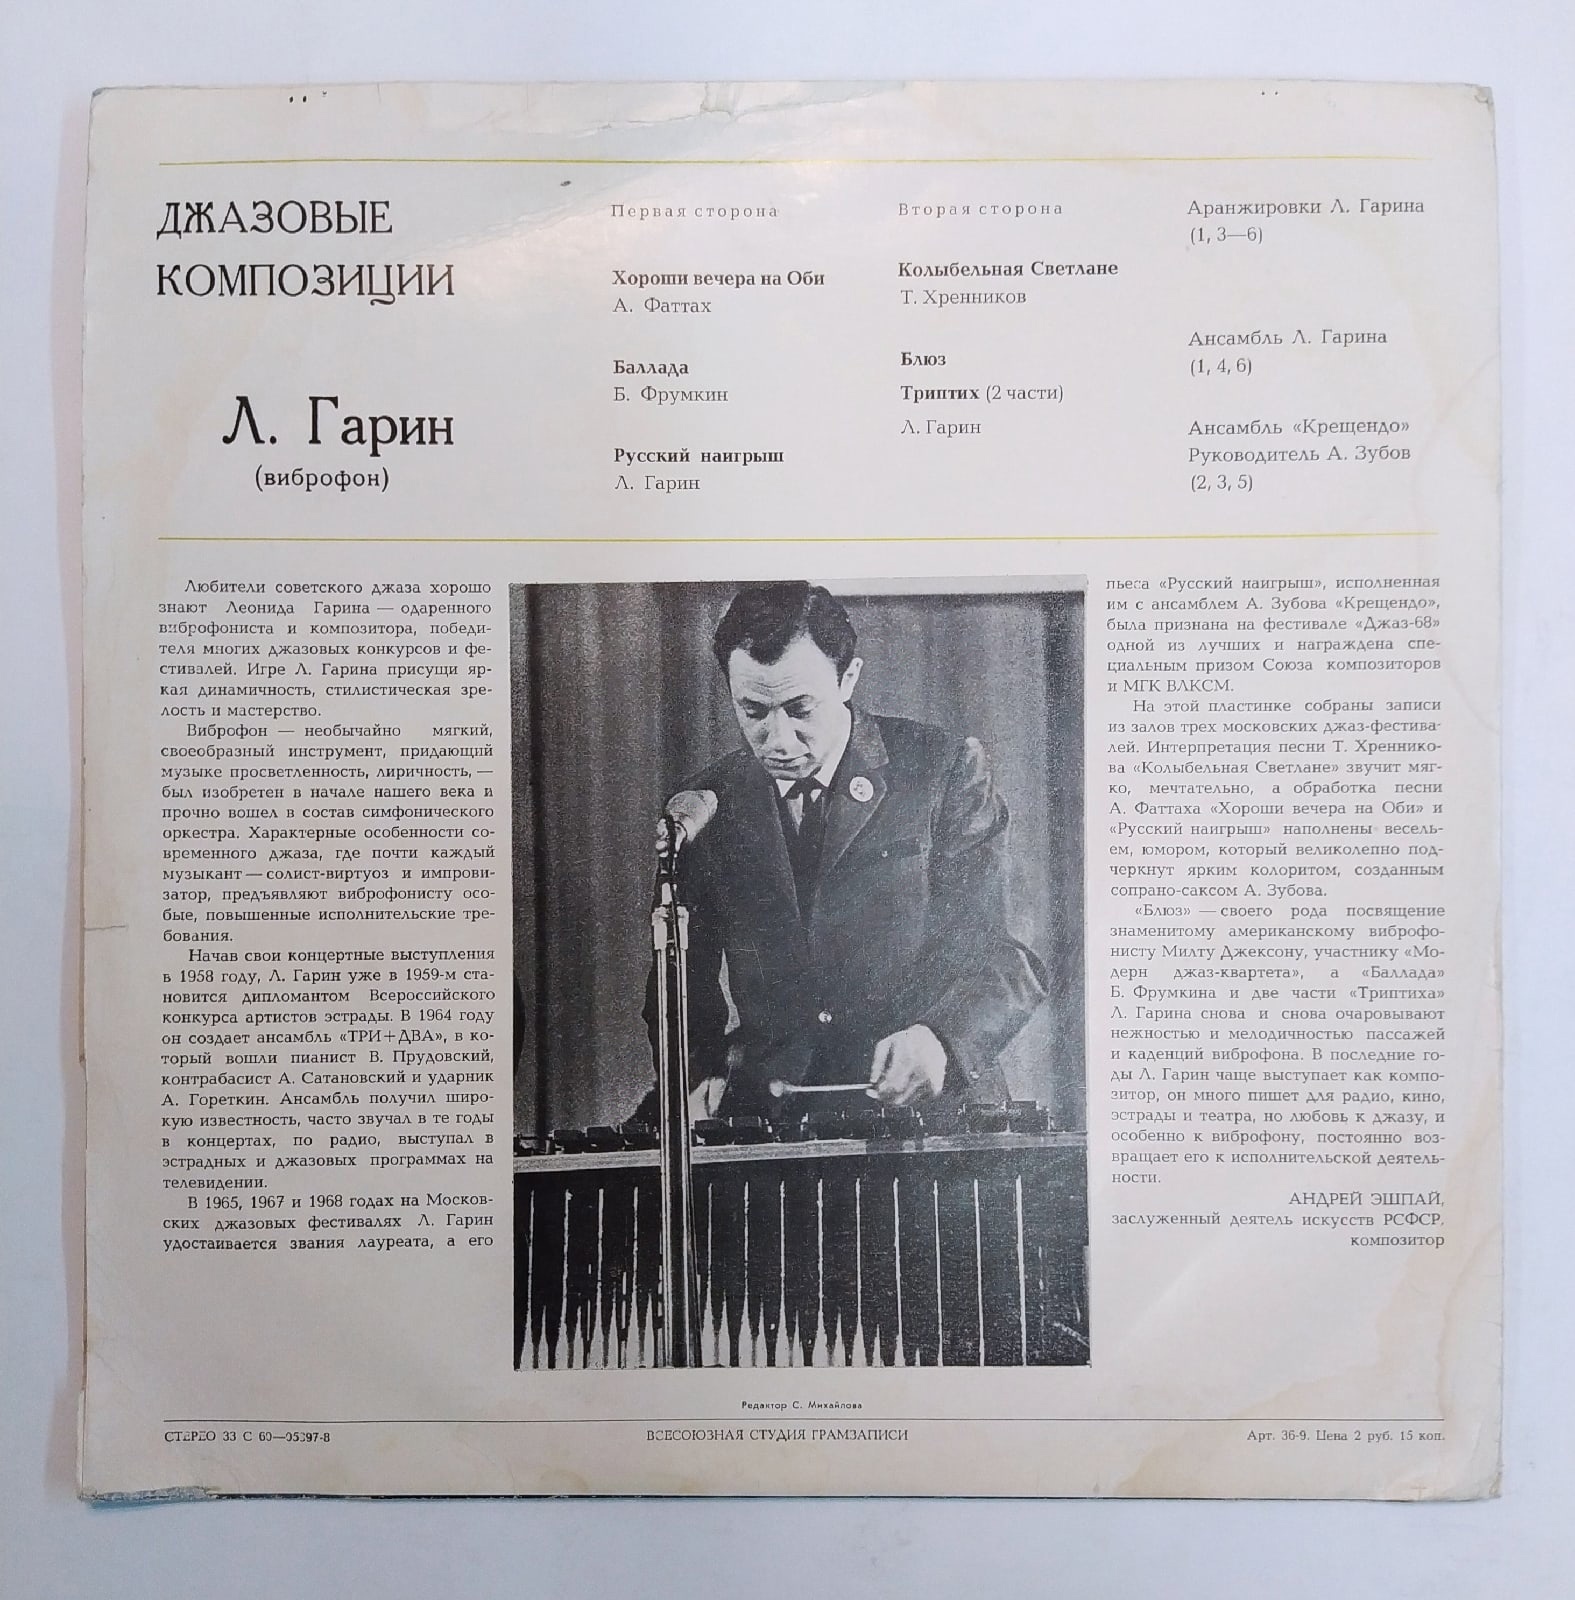 ДЖАЗОВЫЕ
КОМПОЗИЦИИ
Л. Гарин
(виброфон)
Первая сторона
Хороши вечера на Оби
А. Фаттах
Баллада
Б. Фрумкин
Русский наигрыш
Л. Гарин
Вторая сторона
Колыбельная Светлане
Т. Хренников
Блюз
Триптих (2 части)
Л. Гарин
Аранжировки Л. Гарина
(1, 3—6)
Ансамбль Л. Гарина
(1, 4, 6)
Ансамбль «Крещендо»
Руководитель А. Зубов
(2, 3, 5)
Любители советского джаза хорошо
знают Леонида Гарина — одаренного
виброфониста и композитора, победи-
теля многих джазовых конкурсов и фе-
стивалей. Игре Л. Гарина присущи яр-
кая динамичность, стилистическая зре-
лость и мастерство.
Виброфон — необычайно мягкий,
своеобразный инструмент, придающий
музыке просветленность, лиричность, —
был изобретен в начале нашего века и
прочно вошел в состав симфонического
оркестра. Характерные особенности со-
временного джаза, где почти каждый
музыкант — солист-виртуоз и импрови-
затор, предъявляют виброфонисту осо-
бые, повышенные исполнительские тре-
бования.
Начав свои концертные выступления
в 1958 году, Л. Гарин уже в 1959-м ста-
новится дипломантом Всероссийского
конкурса артистов эстрады. В 1964 году
он создает ансамбль «ТРИ+ДВА», в ко-
торый вошли пианист В. Прудовский,
контрабасист А. Сатановский и ударник
А. Гореткин. Ансамбль получил широ-
кую известность, часто звучал в те годы
в концертах, по радио, выступал в
эстрадных и джазовых программах на
телевидении.
В 1965, 1967 и 1968 годах на Москов-
ских джазовых фестивалях Л. Гарин
удостаивается звания лауреата, а его
пьеса «Русский наигрыш», исполненная
им с ансамблем А. Зубова «Крещендо»,
была признана на фестивале «Джаз-68»
одной из лучших и награждена спе-
циальным призом Союза композиторов
и МГК ВЛКСМ.
На этой пластинке собраны записи
из залов трех московских джаз-фестива-
лей. Интерпретация песни Т. Хреннико-
ва «Колыбельная Светлане» звучит мяг-
ко, мечтательно, а обработка песни
А. Фаттаха «Хороши вечера на Оби» и
«Русский наигрыш» наполнены весель-
ем, юмором, который великолепно под-
черкнут ярким колоритом, созданным
сопрано-саксом А. Зубова.
«Блюз» — своего рода посвящение
знаменитому американскому виброфо-
нисту Милту Джексону, участнику «Мо-
дерн джаз-квартета», а «Баллада»
Б. Фрумкина и две части «Триптиха»
Л. Гарина снова и снова очаровывают
нежностью и мелодичностью пассажей
и каденций виброфона. В последние го-
ды Л. Гарин чаще выступает как компо-
зитор, он много пишет для радио, кино,
эстрады и театра, но любовь к джазу, и
особенно к виброфону, постоянно воз-
вращает его к исполнительской деятель-
ности.
АНДРЕЙ ЭШПАЙ,
заслуженный деятель искусств РСФСР,
композитор
Редактор С. Михайлова
СТЕРЕО 33 С 60—05397-8
ВСЕСОЮЗНАЯ СТУДИЯ ГРАМЗАПИСИ
Арт. 36-9. Цена 2 руб. 15 коп.